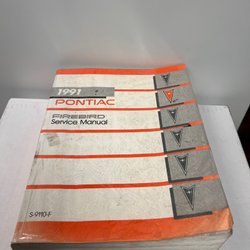 1991
PONTIAC
FIREBIRD
Service Manual
S-9110-F